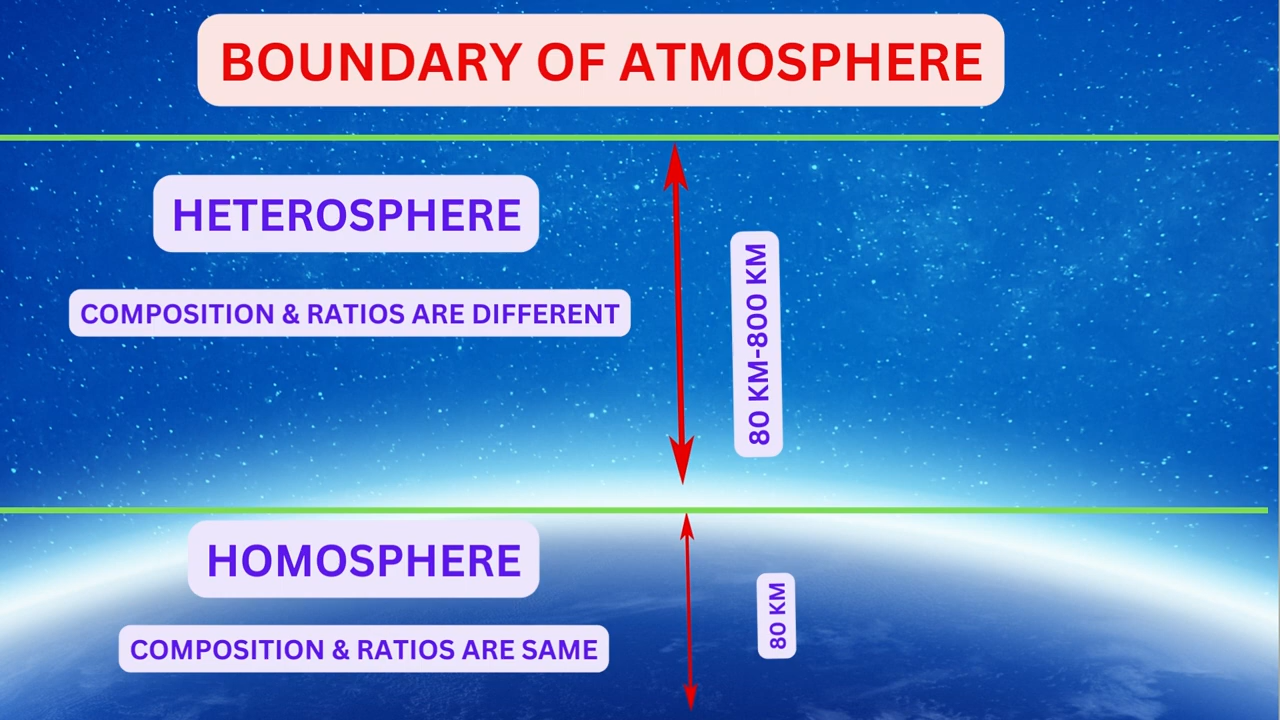 BOUNDARY OF ATMOSPHERE
HETEROSPHERE
COMPOSITION & RATIOS ARE DIFFERENT
80 KM-800 KM
HOMOSPHERE
COMPOSITION & RATIOS ARE SAME
80 KM